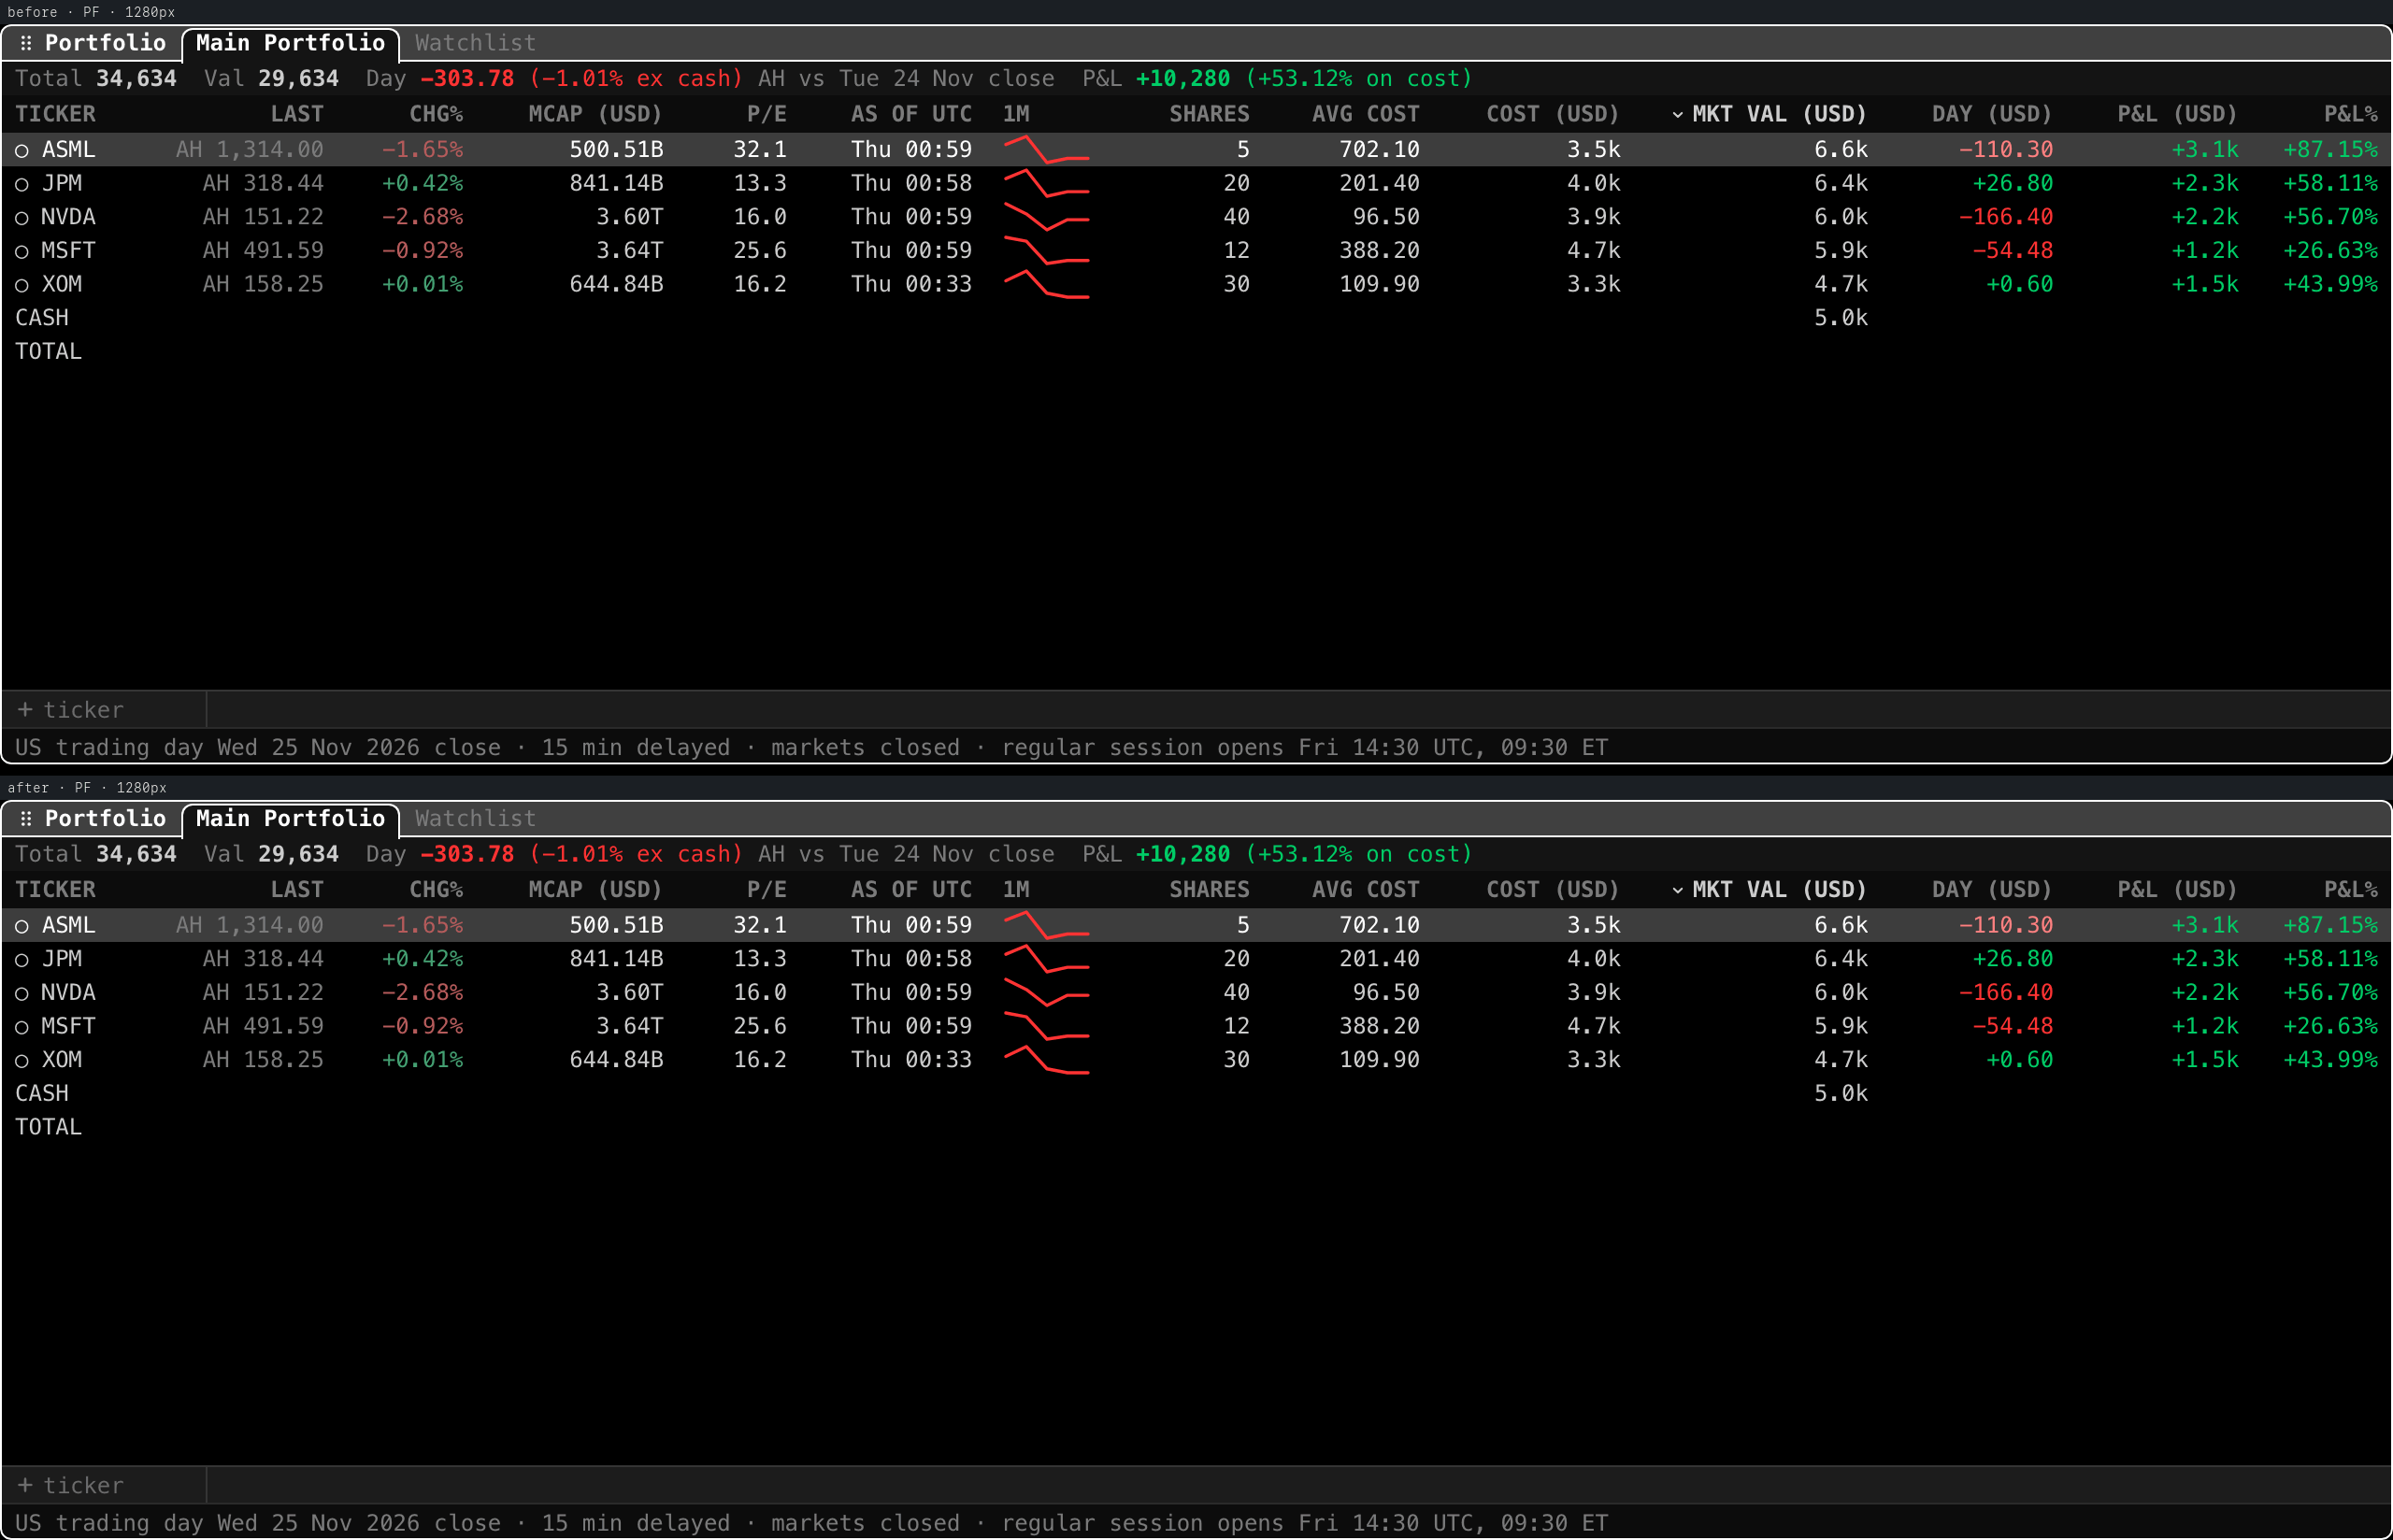 before · PF · 1280px
Portfolio Main Portfolio Watchlist
Total 34,634 Val 29,634 Day −303.78 (−1.01% ex cash) AH vs Tue 24 Nov close P&L +10,280 (+53.12% on cost)
TICKER LAST CHG% MCAP (USD) P/E AS OF UTC 1M SHARES AVG COST COST (USD) MKT VAL (USD) DAY (USD) P&L (USD) P&L%
ASML AH 1,314.00 −1.65% 500.51B 32.1 Thu 00:59 5 702.10 3.5k 6.6k −110.30 +3.1k +87.15%
JPM AH 318.44 +0.42% 841.14B 13.3 Thu 00:58 20 201.40 4.0k 6.4k +26.80 +2.3k +58.11%
NVDA AH 151.22 −2.68% 3.60T 16.0 Thu 00:59 40 96.50 3.9k 6.0k −166.40 +2.2k +56.70%
MSFT AH 491.59 −0.92% 3.64T 25.6 Thu 00:59 12 388.20 4.7k 5.9k −54.48 +1.2k +26.63%
XOM AH 158.25 +0.01% 644.84B 16.2 Thu 00:33 30 109.90 3.3k 4.7k +0.60 +1.5k +43.99%
CASH 5.0k
TOTAL
+ ticker
US trading day Wed 25 Nov 2026 close · 15 min delayed · markets closed · regular session opens Fri 14:30 UTC, 09:30 ET
after · PF · 1280px
Portfolio Main Portfolio Watchlist
Total 34,634 Val 29,634 Day −303.78 (−1.01% ex cash) AH vs Tue 24 Nov close P&L +10,280 (+53.12% on cost)
TICKER LAST CHG% MCAP (USD) P/E AS OF UTC 1M SHARES AVG COST COST (USD) MKT VAL (USD) DAY (USD) P&L (USD) P&L%
ASML AH 1,314.00 −1.65% 500.51B 32.1 Thu 00:59 5 702.10 3.5k 6.6k −110.30 +3.1k +87.15%
JPM AH 318.44 +0.42% 841.14B 13.3 Thu 00:58 20 201.40 4.0k 6.4k +26.80 +2.3k +58.11%
NVDA AH 151.22 −2.68% 3.60T 16.0 Thu 00:59 40 96.50 3.9k 6.0k −166.40 +2.2k +56.70%
MSFT AH 491.59 −0.92% 3.64T 25.6 Thu 00:59 12 388.20 4.7k 5.9k −54.48 +1.2k +26.63%
XOM AH 158.25 +0.01% 644.84B 16.2 Thu 00:33 30 109.90 3.3k 4.7k +0.60 +1.5k +43.99%
CASH 5.0k
TOTAL
+ ticker
US trading day Wed 25 Nov 2026 close · 15 min delayed · markets closed · regular session opens Fri 14:30 UTC, 09:30 ET